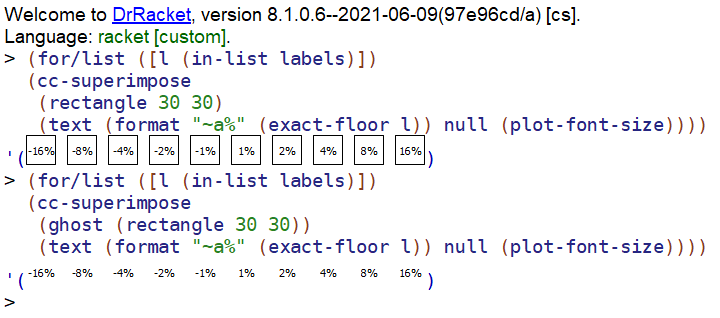 Welcome to DrRacket, version 8.1.0.6--2021-06-09(97e96cd/a) [cs].
Language: racket [custom].
> (for/list ([l (in-list labels)])
(cc-superimpose
(rectangle 30 30)
(text (format "~a%" (exact-floor l)) null (plot-font-size))))
'(-16% -8% -4% -2% -1% 1% 2% 4% 8% 16%)
> (for/list ([l (in-list labels)])
(cc-superimpose
(ghost (rectangle 30 30))
(text (format "~a%" (exact-floor l)) null (plot-font-size))))
'(-16% -8% -4% -2% -1% 1% 2% 4% 8% 16%)
>